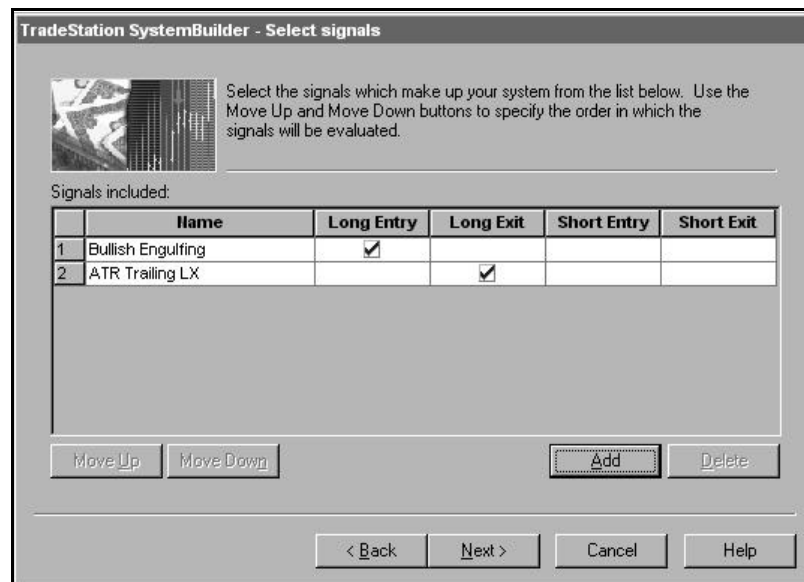 TradeStation SystemBuilder - Select signals
Select the signals which make up your system from the list below. Use the
Move Up and Move Down buttons to specify the order in which the
signals will be evaluated.
Signals included:
Name Long Entry Long Exit Short Entry Short Exit
1 Bullish Engulfing
2 ATR Trailing LX
Move Up Move Down Add Delete
< Back Next > Cancel Help